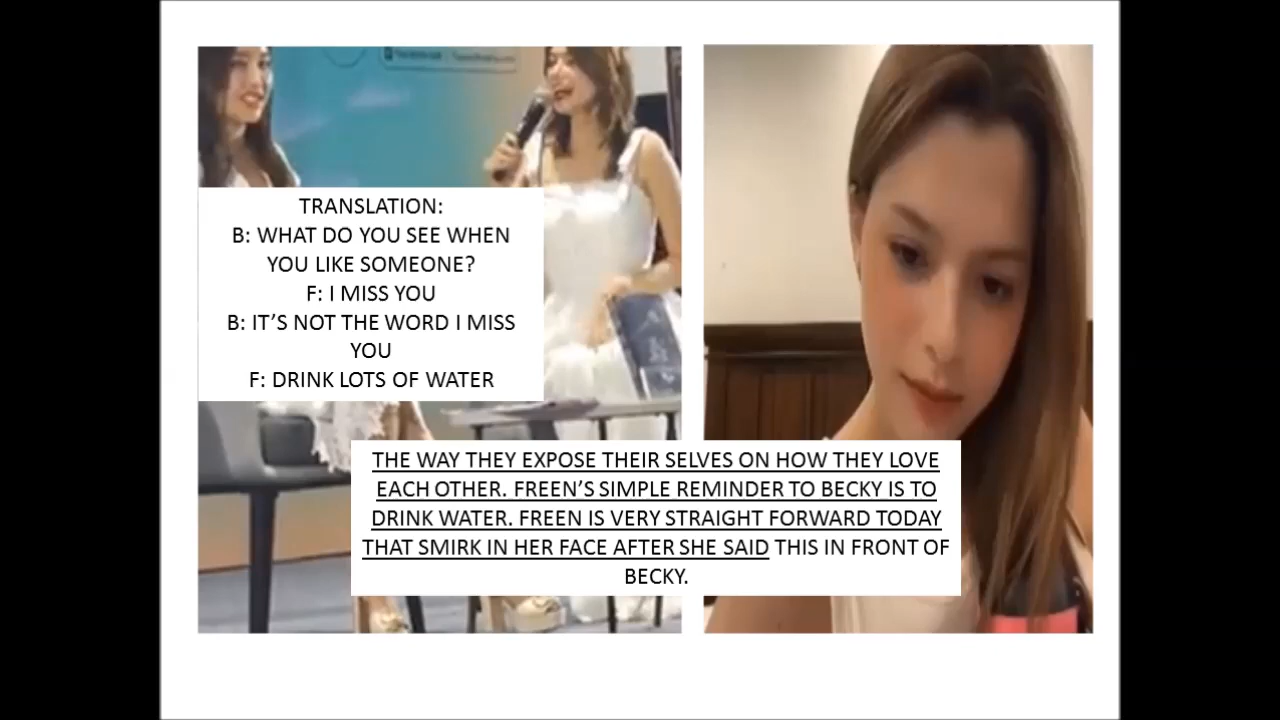 TRANSLATION:
B: WHAT DO YOU SEE WHEN
YOU LIKE SOMEONE?
F: I MISS YOU
B: IT’S NOT THE WORD I MISS
YOU
F: DRINK LOTS OF WATER
THE WAY THEY EXPOSE THEIR SELVES ON HOW THEY LOVE
EACH OTHER. FREEN’S SIMPLE REMINDER TO BECKY IS TO
DRINK WATER. FREEN IS VERY STRAIGHT FORWARD TODAY
THAT SMIRK IN HER FACE AFTER SHE SAID THIS IN FRONT OF
BECKY.